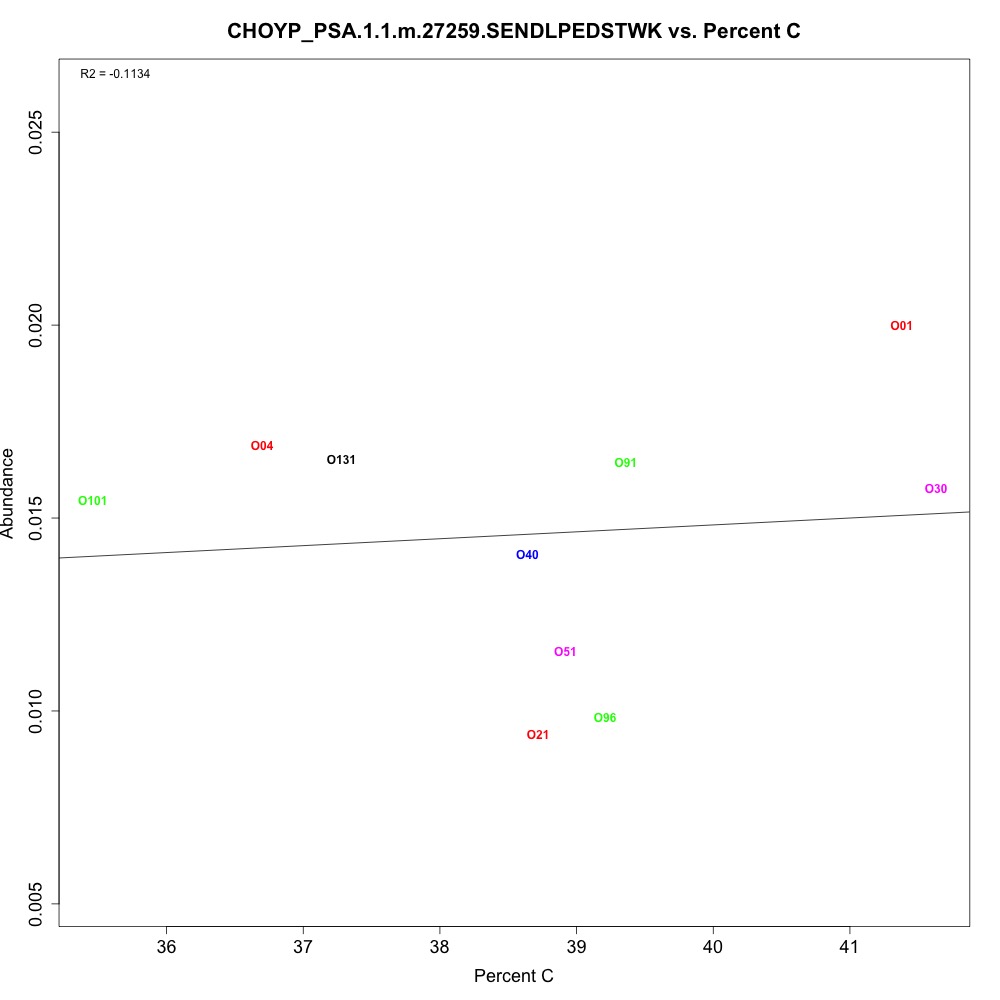 CHOYP_PSA.1.1.m.27259.SENDLPEDSTWK vs. Percent C
R2 = -0.1134
0.025
0.020
0.015
0.010
0.005
Abundance
O01
O04
O131
O91
O30
O101
O40
O51
O96
O21
36 37 38 39 40 41
Percent C